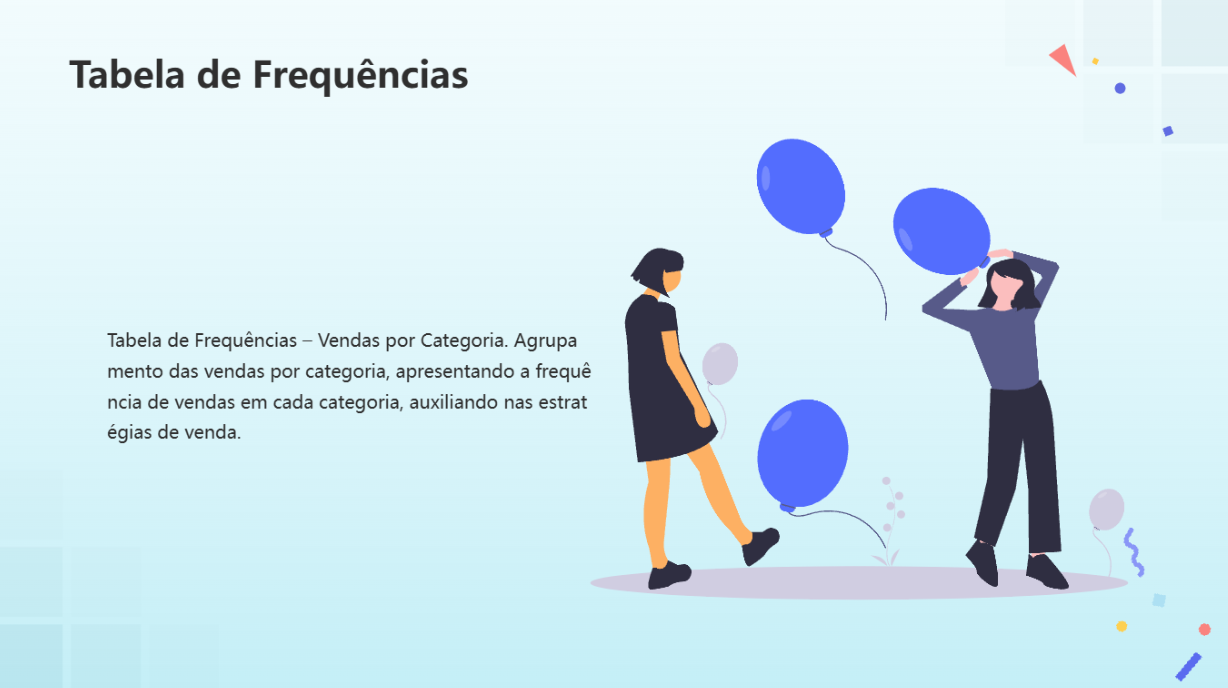 Tabela de Frequências
Tabela de Frequências – Vendas por Categoria. Agrupa
mento das vendas por categoria, apresentando a frequê
ncia de vendas em cada categoria, auxiliando nas estrat
égias de venda.